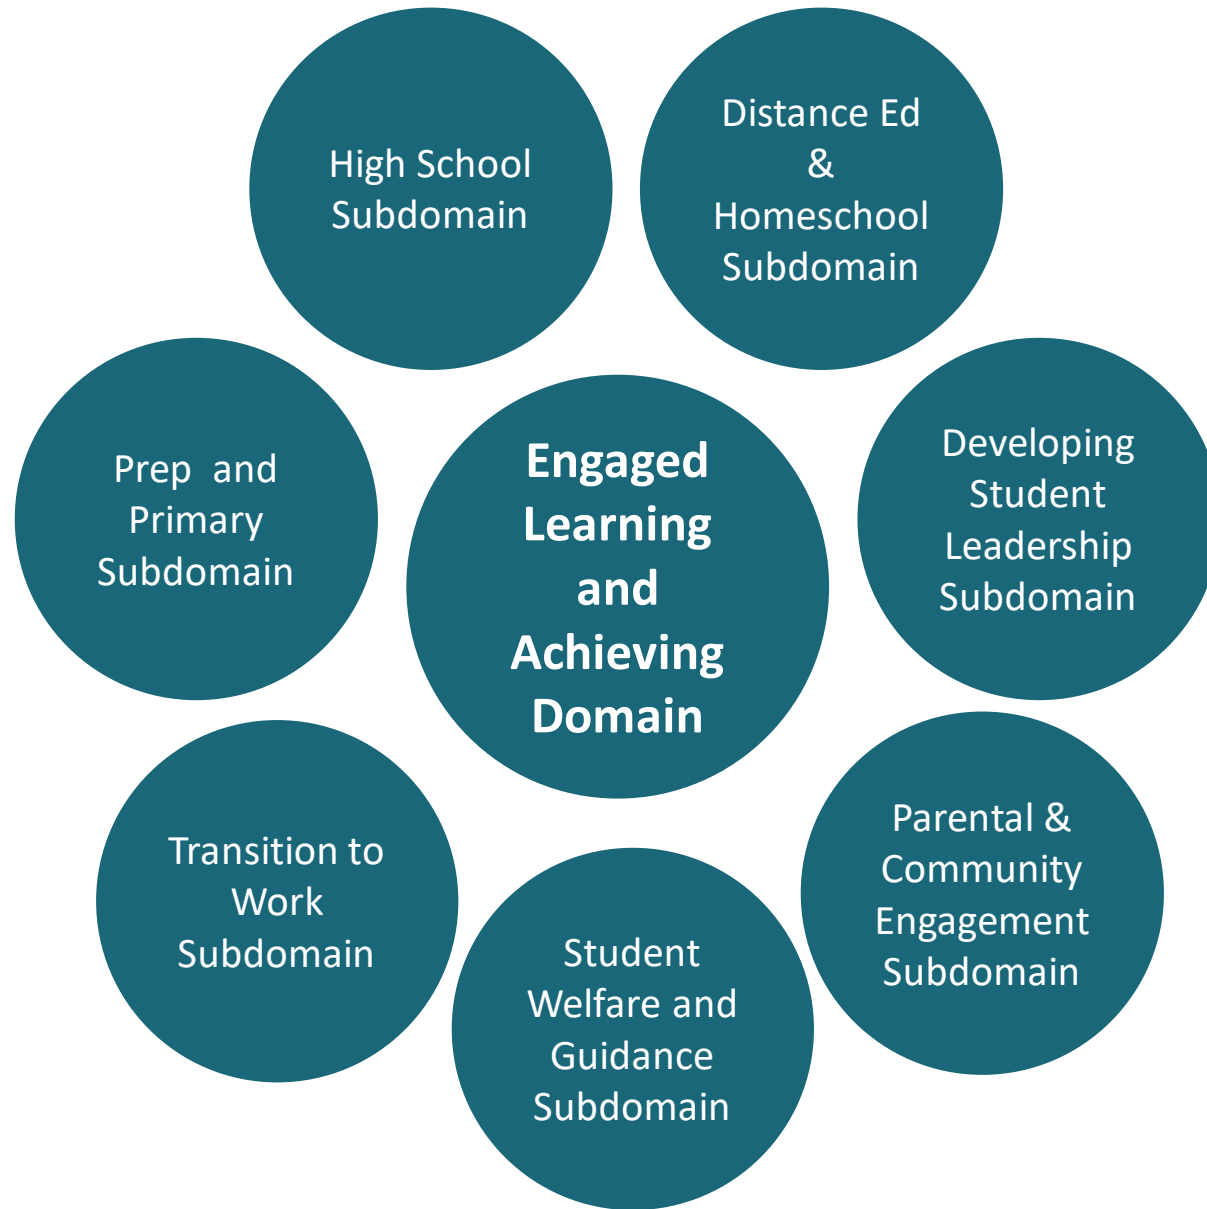 High School
Subdomain
Distance Ed
&
Homeschool
Subdomain
Prep  and
Primary
Subdomain
Engaged
Learning
and
Achieving
Domain
Developing
Student
Leadership
Subdomain
Transition to
Work
Subdomain
Student
Welfare and
Guidance
Subdomain
Parental &
Community
Engagement
Subdomain